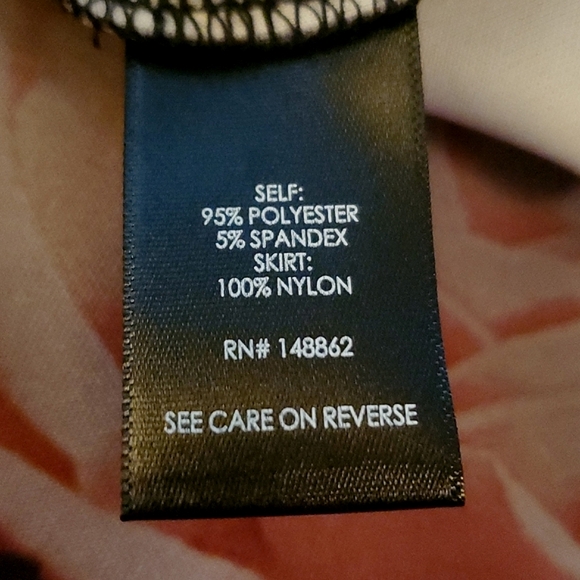 SELF:
95% POLYESTER
5% SPANDEX
SKIRT:
100% NYLON
RN# 148862
SEE CARE ON REVERSE